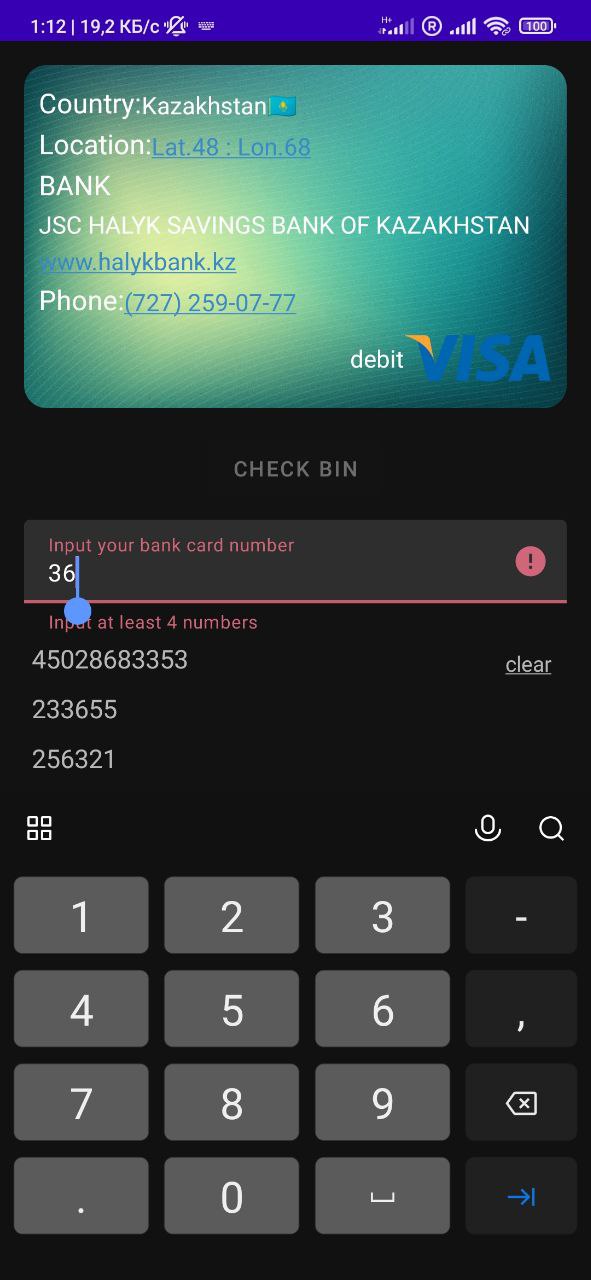 1:12 | 19,2 КБ/с H+ R 100
Country:Kazakhstan
Location:Lat.48 : Lon.68
BANK
JSC HALYK SAVINGS BANK OF KAZAKHSTAN
www.halykbank.kz
Phone:(727) 259-07-77
debit VISA
CHECK BIN
Input your bank card number
36
Input at least 4 numbers
45028683353 clear
233655
256321
1 2 3 -
4 5 6 ,
7 8 9
. 0